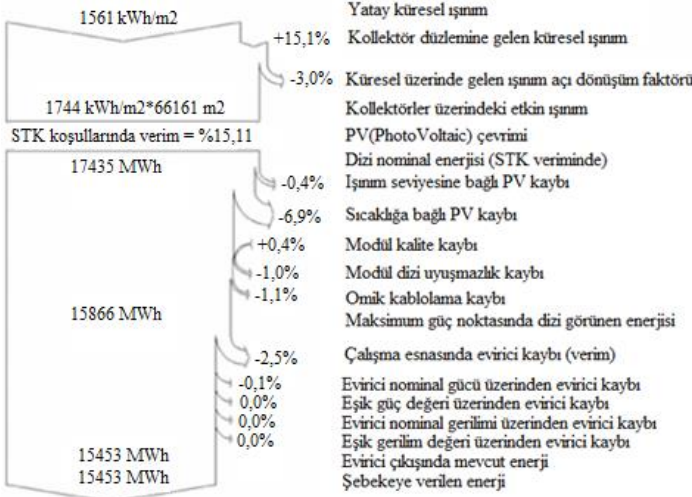 1561 kWh/m2
Yatay küresel ışınım
+15,1% Kollektör düzlemine gelen küresel ışınım
-3,0% Küresel üzerinde gelen ışınım açı dönüşüm faktörü
1744 kWh/m2*66161 m2 Kollektörler üzerindeki etkin ışınım
STK koşullarında verim = %15,11 PV(PhotoVoltaic) çevrimi
17435 MWh Dizi nominal enerjisi (STK veriminde)
-0,4% Işınım seviyesine bağlı PV kaybı
-6,9% Sıcaklığa bağlı PV kaybı
+0,4% Modül kalite kaybı
-1,0% Modül dizi uyuşmazlık kaybı
-1,1% Omik kablolama kaybı
15866 MWh Maksimum güç noktasında dizi görünen enerjisi
-2,5% Çalışma esnasında evirici kaybı (verim)
-0,1% Evirici nominal gücü üzerinden evirici kaybı
0,0% Eşik güç değeri üzerinden evirici kaybı
0,0% Evirici nominal gerilimi üzerinden evirici kaybı
0,0% Eşik gerilim değeri üzerinden evirici kaybı
15453 MWh Evirici çıkışında mevcut enerji
15453 MWh Şebekeye verilen enerji